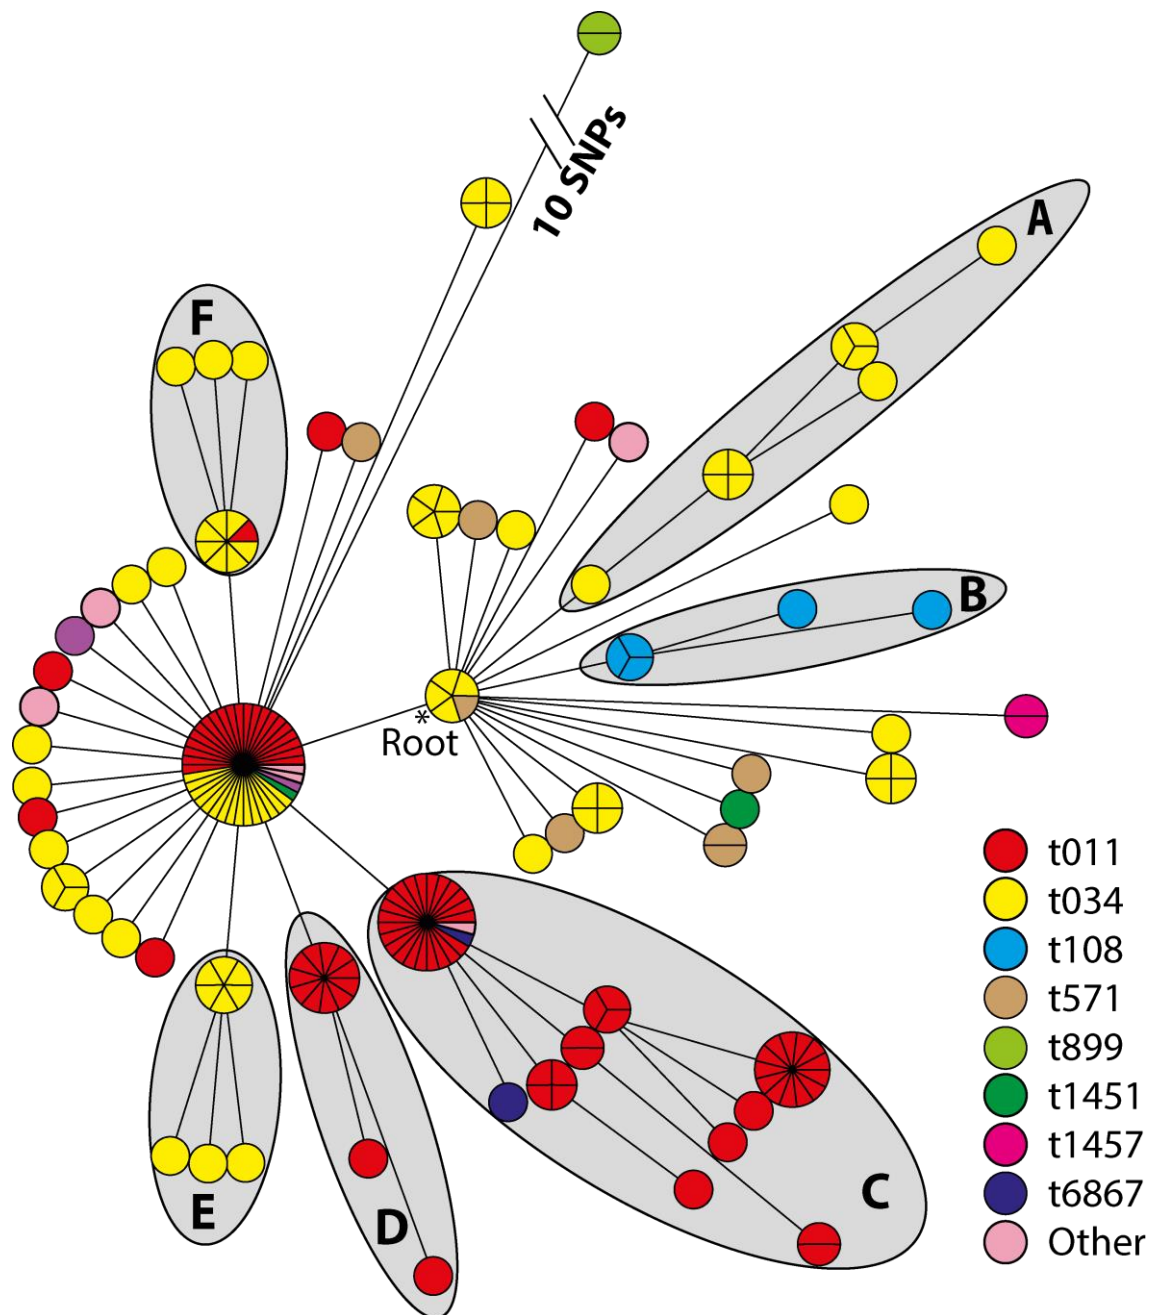 10 SNPs
A
F
B
*
Root
t011
t034
t108
t571
t899
t1451
t1457
t6867
Other
C
E
D